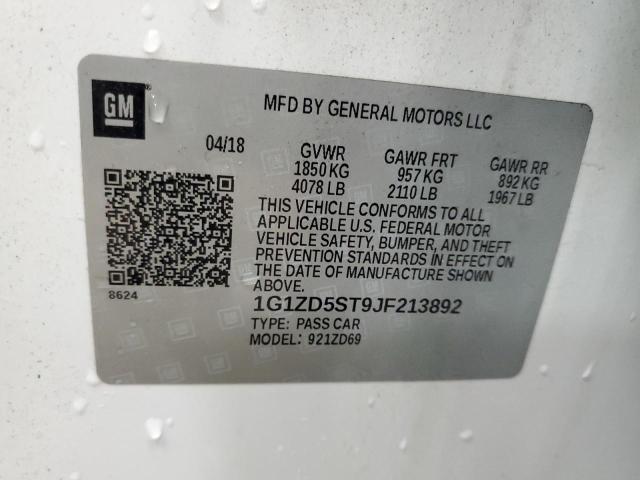 GM
MFD BY GENERAL MOTORS LLC
04/18
GVWR
1850 KG
4078 LB
GAWR FRT
957 KG
2110 LB
GAWR RR
892 KG
1967 LB
THIS VEHICLE CONFORMS TO ALL
APPLICABLE U.S. FEDERAL MOTOR
VEHICLE SAFETY, BUMPER, AND THEFT
PREVENTION STANDARDS IN EFFECT ON
THE DATE OF MANUFACTURE SHOWN
ABOVE.
8624
1G1ZD5ST9JF213892
TYPE: PASS CAR
MODEL: 921ZD69